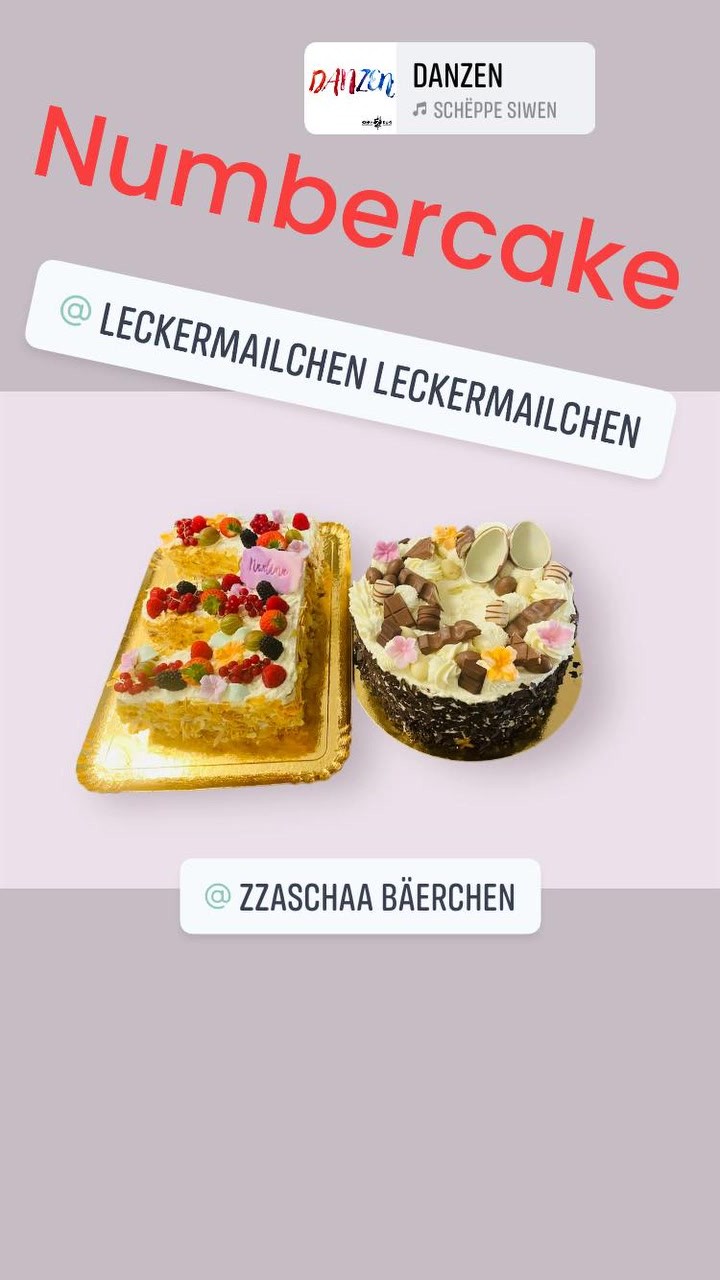 DANZEN
DANZEN
SCHËPPE SIWEN
Numbercake
@ LECKERMAILCHEN LECKERMAILCHEN
@ ZZASCHAA BÄERCHEN